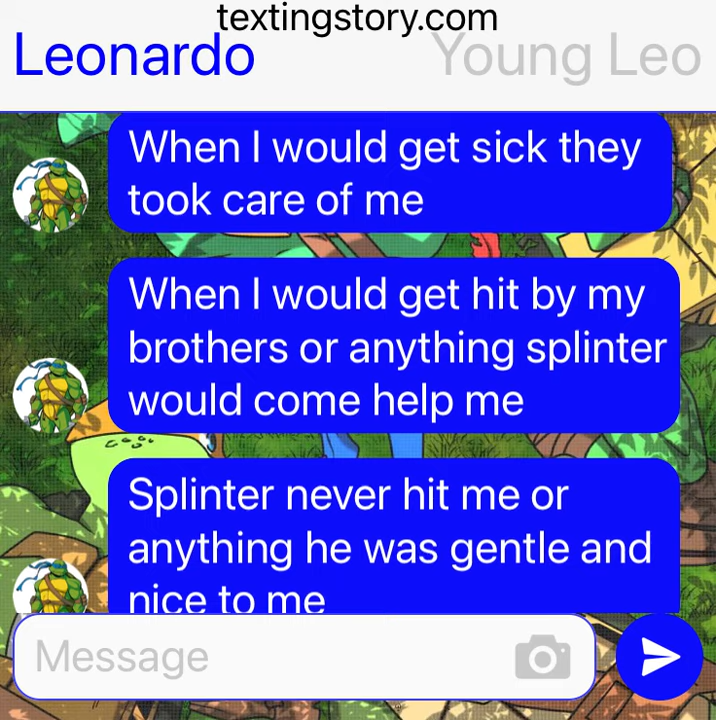 textingstory.com
Leonardo
Young Leo
When I would get sick they
took care of me
When I would get hit by my
brothers or anything splinter
would come help me
Splinter never hit me or
anything he was gentle and
nice to me
Message